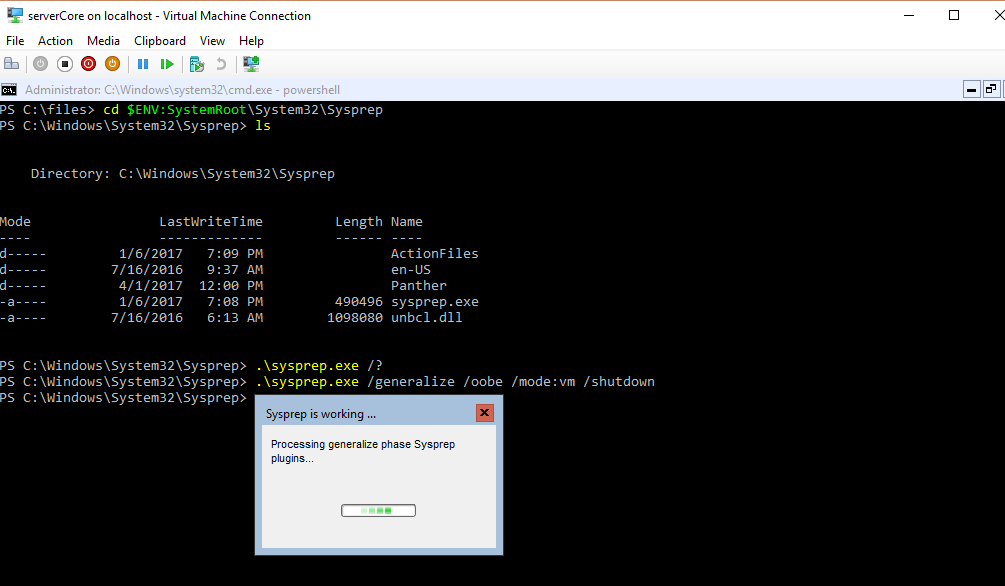 serverCore on localhost - Virtual Machine Connection
File Action Media Clipboard View Help
Administrator: C:\Windows\system32\cmd.exe - powershell
PS C:\files> cd $ENV:SystemRoot\System32\Sysprep
PS C:\Windows\System32\Sysprep> ls
Directory: C:\Windows\System32\Sysprep
Mode LastWriteTime Length Name
---- ------------- ------ ----
d----- 1/6/2017 7:09 PM ActionFiles
d----- 7/16/2016 9:37 AM en-US
d----- 4/1/2017 12:00 PM Panther
-a---- 1/6/2017 7:08 PM 490496 sysprep.exe
-a---- 7/16/2016 6:13 AM 1098080 unbcl.dll
PS C:\Windows\System32\Sysprep> .\sysprep.exe /?
PS C:\Windows\System32\Sysprep> .\sysprep.exe /generalize /oobe /mode:vm /shutdown
PS C:\Windows\System32\Sysprep>
Sysprep is working ...
Processing generalize phase Sysprep
plugins...